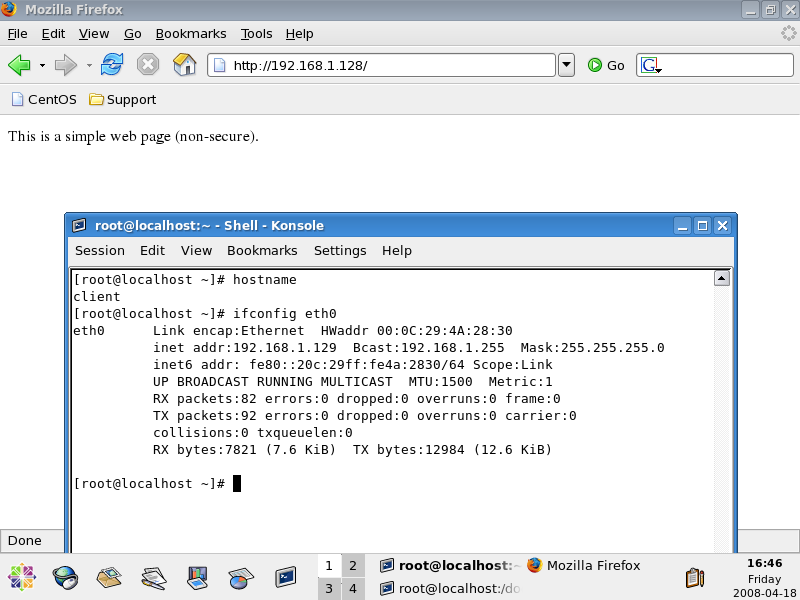 Mozilla Firefox
File Edit View Go Bookmarks Tools Help
http://192.168.1.128/ Go G
CentOS Support
This is a simple web page (non-secure).
root@localhost:~ - Shell - Konsole
Session Edit View Bookmarks Settings Help
[root@localhost ~]# hostname
client
[root@localhost ~]# ifconfig eth0
eth0      Link encap:Ethernet  HWaddr 00:0C:29:4A:28:30
          inet addr:192.168.1.129  Bcast:192.168.1.255  Mask:255.255.255.0
          inet6 addr: fe80::20c:29ff:fe4a:2830/64 Scope:Link
          UP BROADCAST RUNNING MULTICAST  MTU:1500  Metric:1
          RX packets:82 errors:0 dropped:0 overruns:0 frame:0
          TX packets:92 errors:0 dropped:0 overruns:0 carrier:0
          collisions:0 txqueuelen:0
          RX bytes:7821 (7.6 KiB)  TX bytes:12984 (12.6 KiB)
[root@localhost ~]#
Done
1 2 root@localhost:~ Mozilla Firefox
3 4 root@localhost:/do
16:46
Friday
2008-04-18